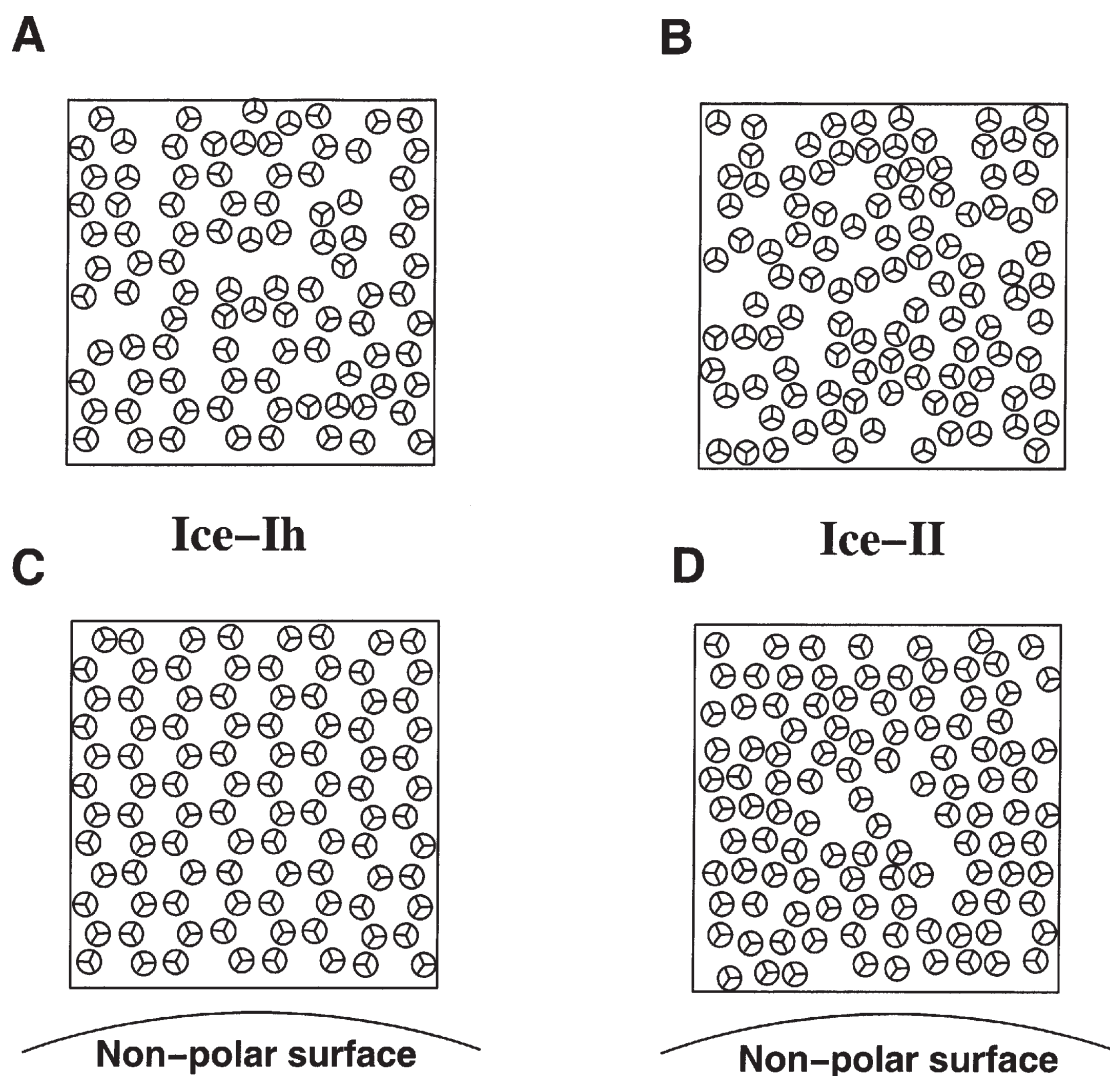 A
B
Ice–Ih
Ice–II
C
D
Non–polar surface
Non–polar surface